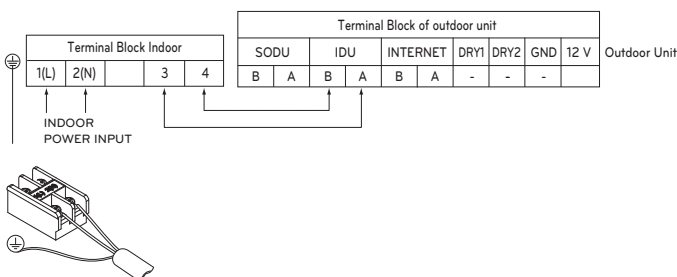 Terminal Block of outdoor unit
Terminal Block Indoor
SODU IDU INTERNET DRY1 DRY2 GND 12 V Outdoor Unit
1(L) 2(N) 3 4
B A B A B A - - -
INDOOR
POWER INPUT